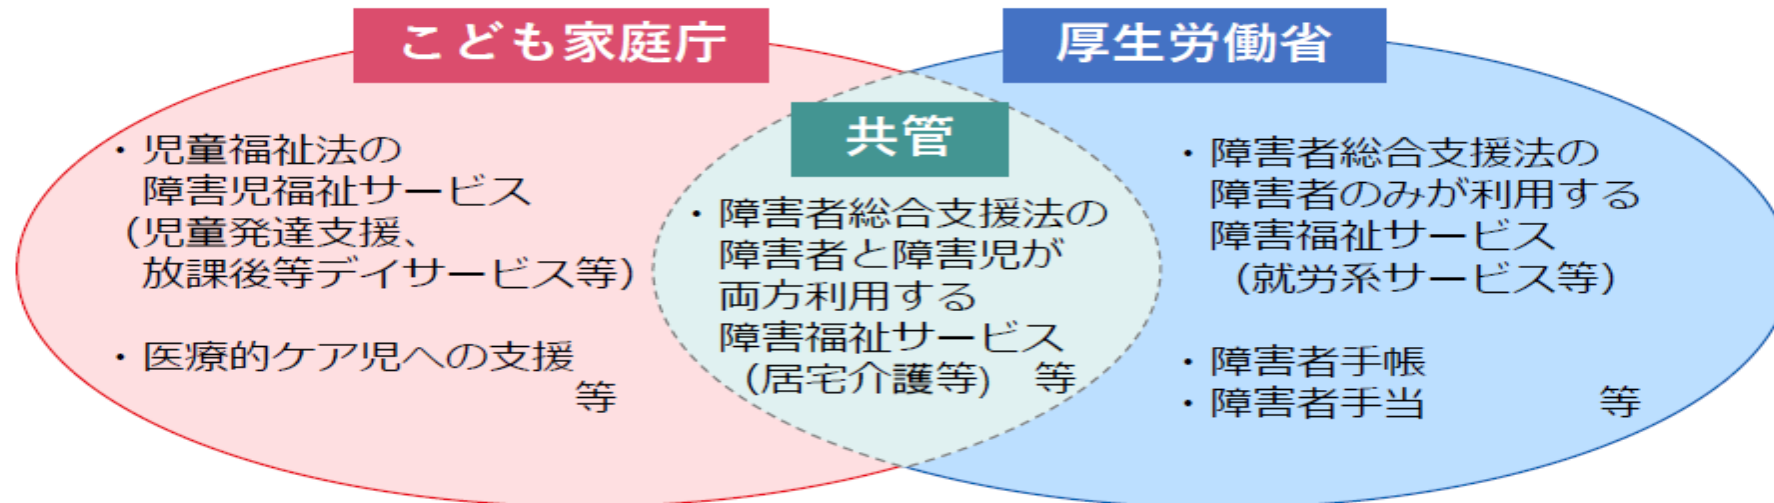 こども家庭庁
・児童福祉法の
障害児福祉サービス
（児童発達支援、
放課後等デイサービス等）
・医療的ケア児への支援
等
共管
・障害者総合支援法の
障害者と障害児が
両方利用する
障害福祉サービス
（居宅介護等)　等
厚生労働省
・障害者総合支援法の
障害者のみが利用する
障害福祉サービス
（就労系サービス等）
・障害者手帳
・障害者手当　　　　等